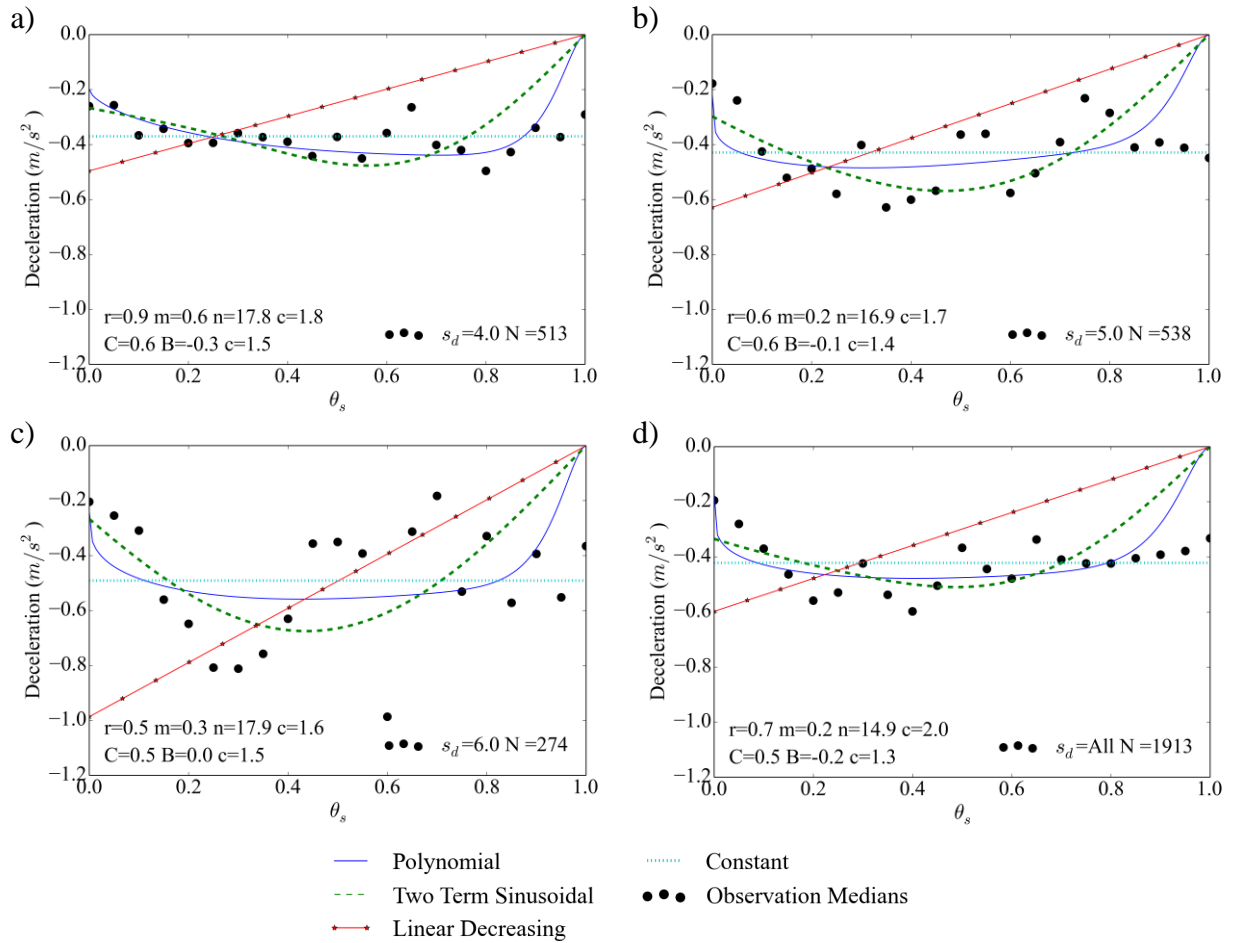 a)
0.0
−0.2
−0.4
−0.6
−0.8
−1.0
−1.2
Deceleration (m/s²)
r=0.9 m=0.6 n=17.8 c=1.8
C=0.6 B=-0.3 c=1.5
s_d=4.0 N =513
0.0 0.2 0.4 0.6 0.8 1.0
θ_s
b)
0.0
−0.2
−0.4
−0.6
−0.8
−1.0
−1.2
Deceleration (m/s²)
r=0.6 m=0.2 n=16.9 c=1.7
C=0.6 B=-0.1 c=1.4
s_d=5.0 N =538
0.0 0.2 0.4 0.6 0.8 1.0
θ_s
c)
0.0
−0.2
−0.4
−0.6
−0.8
−1.0
−1.2
Deceleration (m/s²)
r=0.5 m=0.3 n=17.9 c=1.6
C=0.5 B=0.0 c=1.5
s_d=6.0 N =274
0.0 0.2 0.4 0.6 0.8 1.0
θ_s
d)
0.0
−0.2
−0.4
−0.6
−0.8
−1.0
−1.2
Deceleration (m/s²)
r=0.7 m=0.2 n=14.9 c=2.0
C=0.5 B=-0.2 c=1.3
s_d=All N =1913
0.0 0.2 0.4 0.6 0.8 1.0
θ_s
Polynomial
Two Term Sinusoidal
Linear Decreasing
Constant
Observation Medians